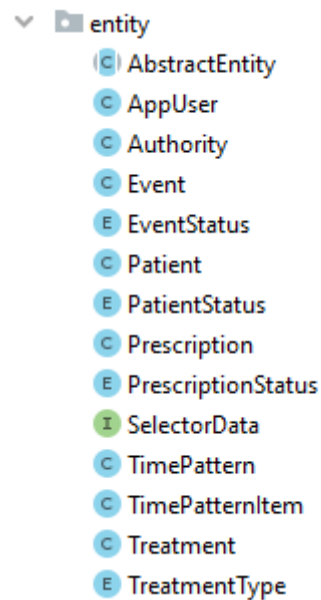 entity
C AbstractEntity
C AppUser
C Authority
C Event
E EventStatus
C Patient
E PatientStatus
C Prescription
E PrescriptionStatus
I SelectorData
C TimePattern
C TimePatternItem
C Treatment
E TreatmentType